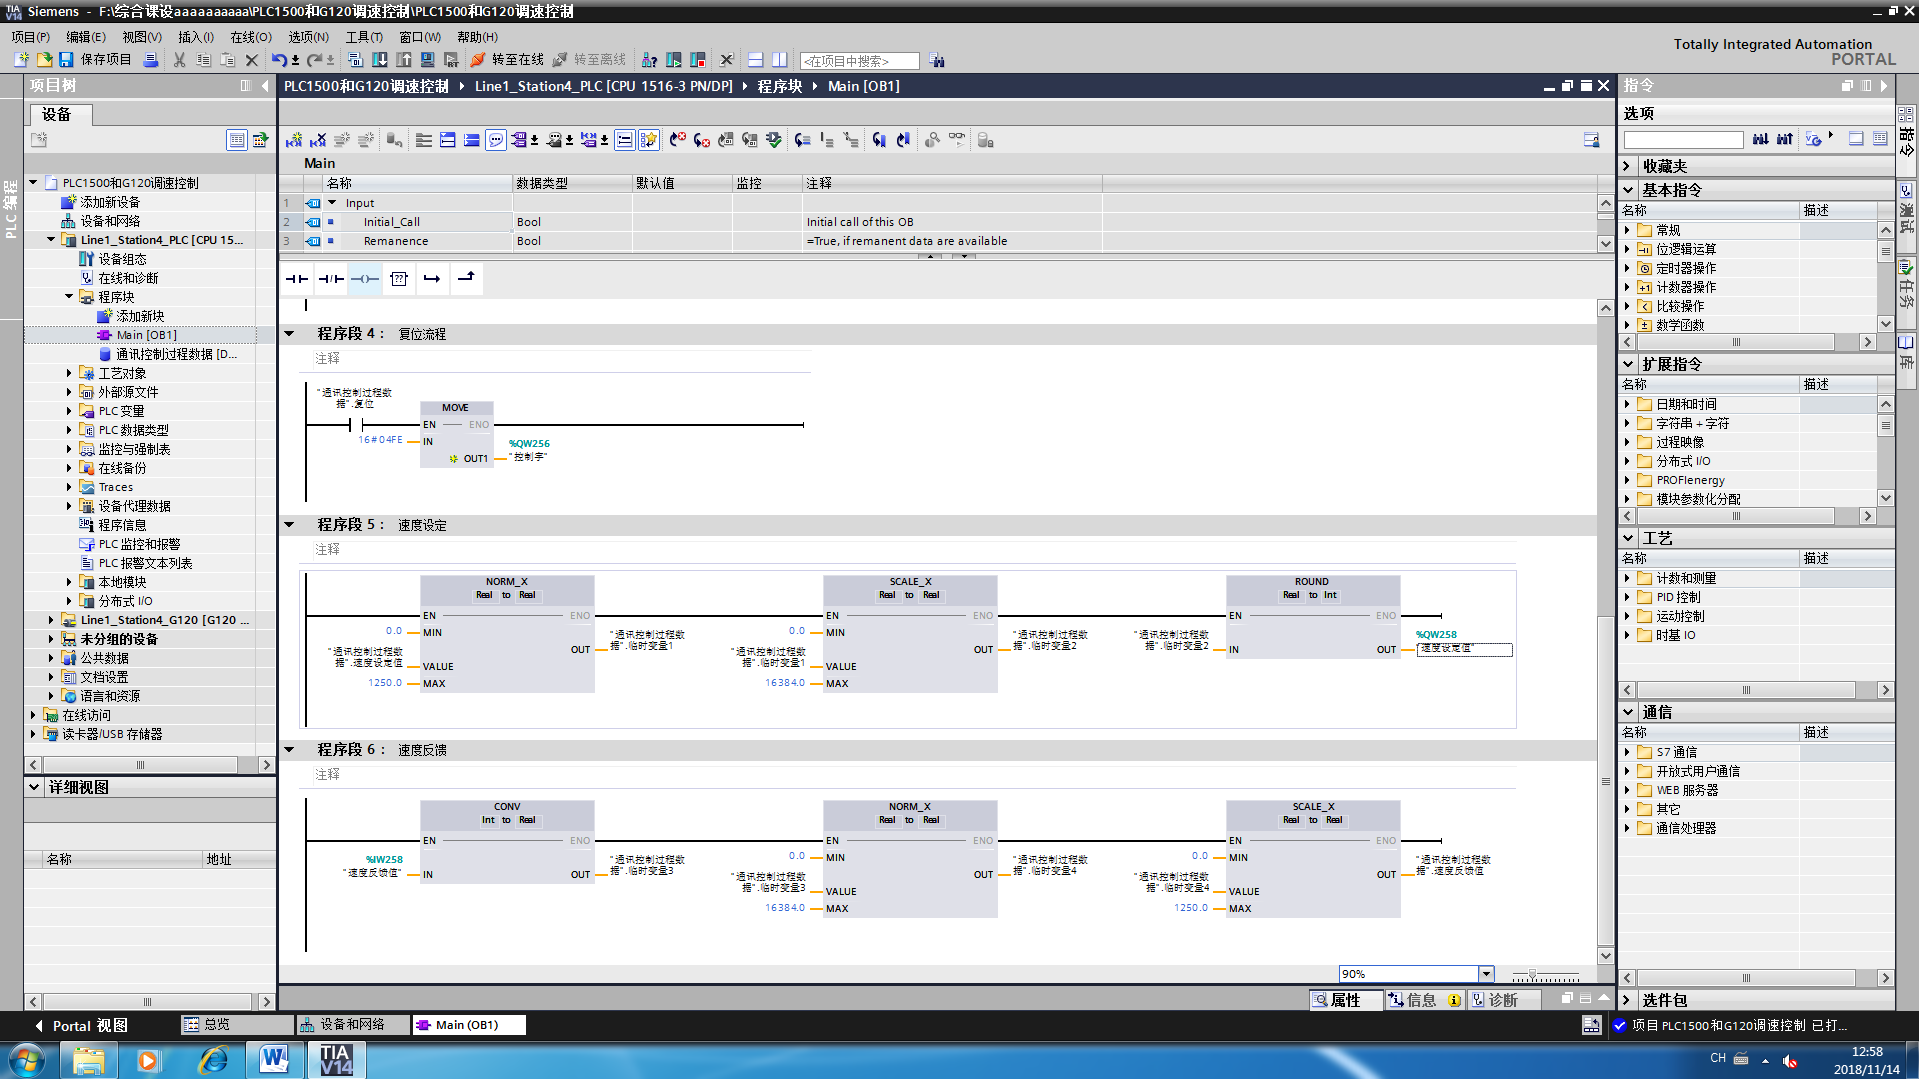 Siemens - F:\综合课设aaaaaaaaaa\PLC1500和G120调速控制\PLC1500和G120调速控制
项目(P) 编辑(E) 视图(V) 插入(I) 在线(O) 选项(N) 工具(T) 窗口(W) 帮助(H)
Totally Integrated Automation
PORTAL
保存项目 转至在线 转至离线 <在项目中搜索>
项目树
设备
PLC 编程
PLC1500和G120调速控制
添加新设备
设备和网络
Line1_Station4_PLC [CPU 15...
设备组态
在线和诊断
程序块
添加新块
Main [OB1]
通讯控制过程数据 [D...
工艺对象
外部源文件
PLC 变量
PLC 数据类型
监控与强制表
在线备份
Traces
设备代理数据
程序信息
PLC 监控和报警
PLC 报警文本列表
本地模块
分布式 I/O
Line1_Station4_G120 [G120 ...
未分组的设备
公共数据
文档设置
语言和资源
在线访问
读卡器/USB 存储器
详细视图
名称 地址
PLC1500和G120调速控制 Line1_Station4_PLC [CPU 1516-3 PN/DP] 程序块 Main [OB1]
Main
名称 数据类型 默认值 监控 注释
1 Input
2 Initial_Call Bool Initial call of this OB
3 Remanence Bool =True, if remanent data are available
程序段 4： 复位流程
注释
"通讯控制过程数
据".复位
MOVE
EN ENO
16#04FE IN
OUT1
%QW256
"控制字"
程序段 5： 速度设定
注释
NORM_X
Real to Real
EN ENO
0.0 MIN
"通讯控制过程数
据".速度设定值 VALUE
1250.0 MAX
OUT
"通讯控制过程数
据".临时变量1
SCALE_X
Real to Real
EN ENO
0.0 MIN
"通讯控制过程数
据".临时变量1 VALUE
16384.0 MAX
OUT
"通讯控制过程数
据".临时变量2
ROUND
Real to Int
EN ENO
"通讯控制过程数
据".临时变量2 IN
OUT
%QW258
"速度设定值"
程序段 6： 速度反馈
注释
CONV
Int to Real
EN ENO
%IW258
"速度反馈值" IN
OUT
"通讯控制过程数
据".临时变量3
NORM_X
Real to Real
EN ENO
0.0 MIN
"通讯控制过程数
据".临时变量3 VALUE
16384.0 MAX
OUT
"通讯控制过程数
据".临时变量4
SCALE_X
Real to Real
EN ENO
0.0 MIN
"通讯控制过程数
据".临时变量4 VALUE
1250.0 MAX
OUT
"通讯控制过程数
据".速度反馈值
90%
属性 信息 诊断
指令
选项
收藏夹
基本指令
名称 描述
常规
位逻辑运算
定时器操作
计数器操作
比较操作
数学函数
扩展指令
名称 描述
日期和时间
字符串 + 字符
过程映像
分布式 I/O
PROFIenergy
模块参数化分配
工艺
名称 描述
计数和测量
PID 控制
运动控制
时基 IO
通信
名称 描述
S7 通信
开放式用户通信
WEB 服务器
其它
通信处理器
选件包
指令
测试
任务
库
Portal 视图 总览 设备和网络 Main (OB1)
项目 PLC1500和G120调速控制 已打...
TIA
V14
CH
12:58
2018/11/14